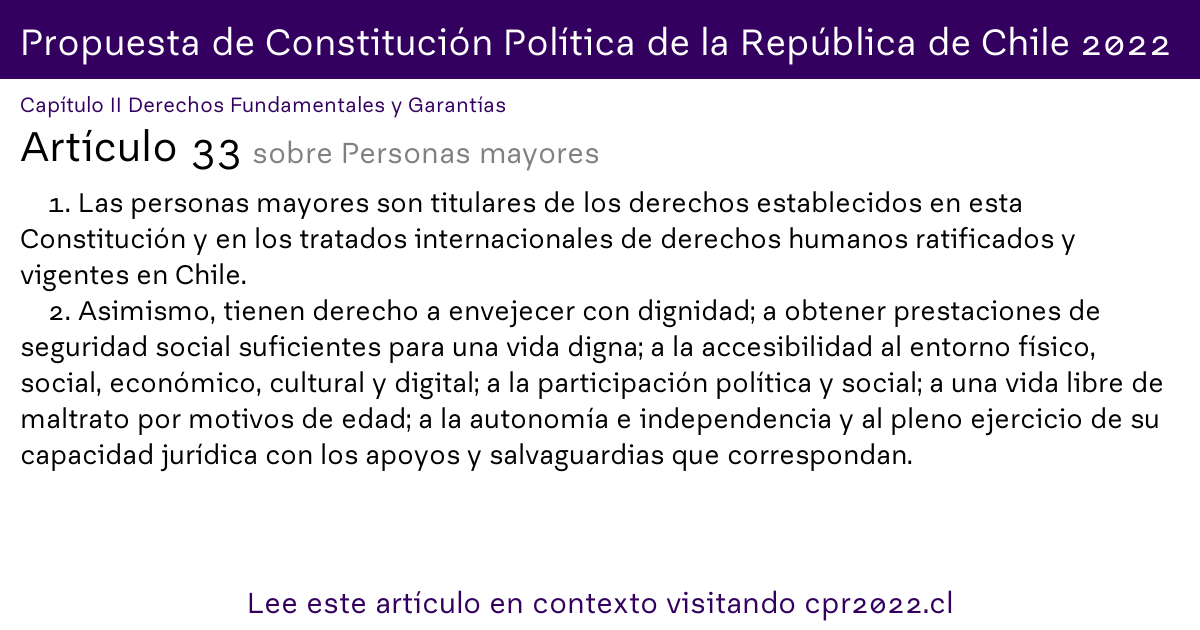 Propuesta de Constitución Política de la República de Chile 2022
Capítulo II Derechos Fundamentales y Garantías
Artículo 33 sobre Personas mayores
1. Las personas mayores son titulares de los derechos establecidos en esta
Constitución y en los tratados internacionales de derechos humanos ratificados y
vigentes en Chile.
2. Asimismo, tienen derecho a envejecer con dignidad; a obtener prestaciones de
seguridad social suficientes para una vida digna; a la accesibilidad al entorno físico,
social, económico, cultural y digital; a la participación política y social; a una vida libre de
maltrato por motivos de edad; a la autonomía e independencia y al pleno ejercicio de su
capacidad jurídica con los apoyos y salvaguardias que correspondan.
Lee este artículo en contexto visitando cpr2022.cl